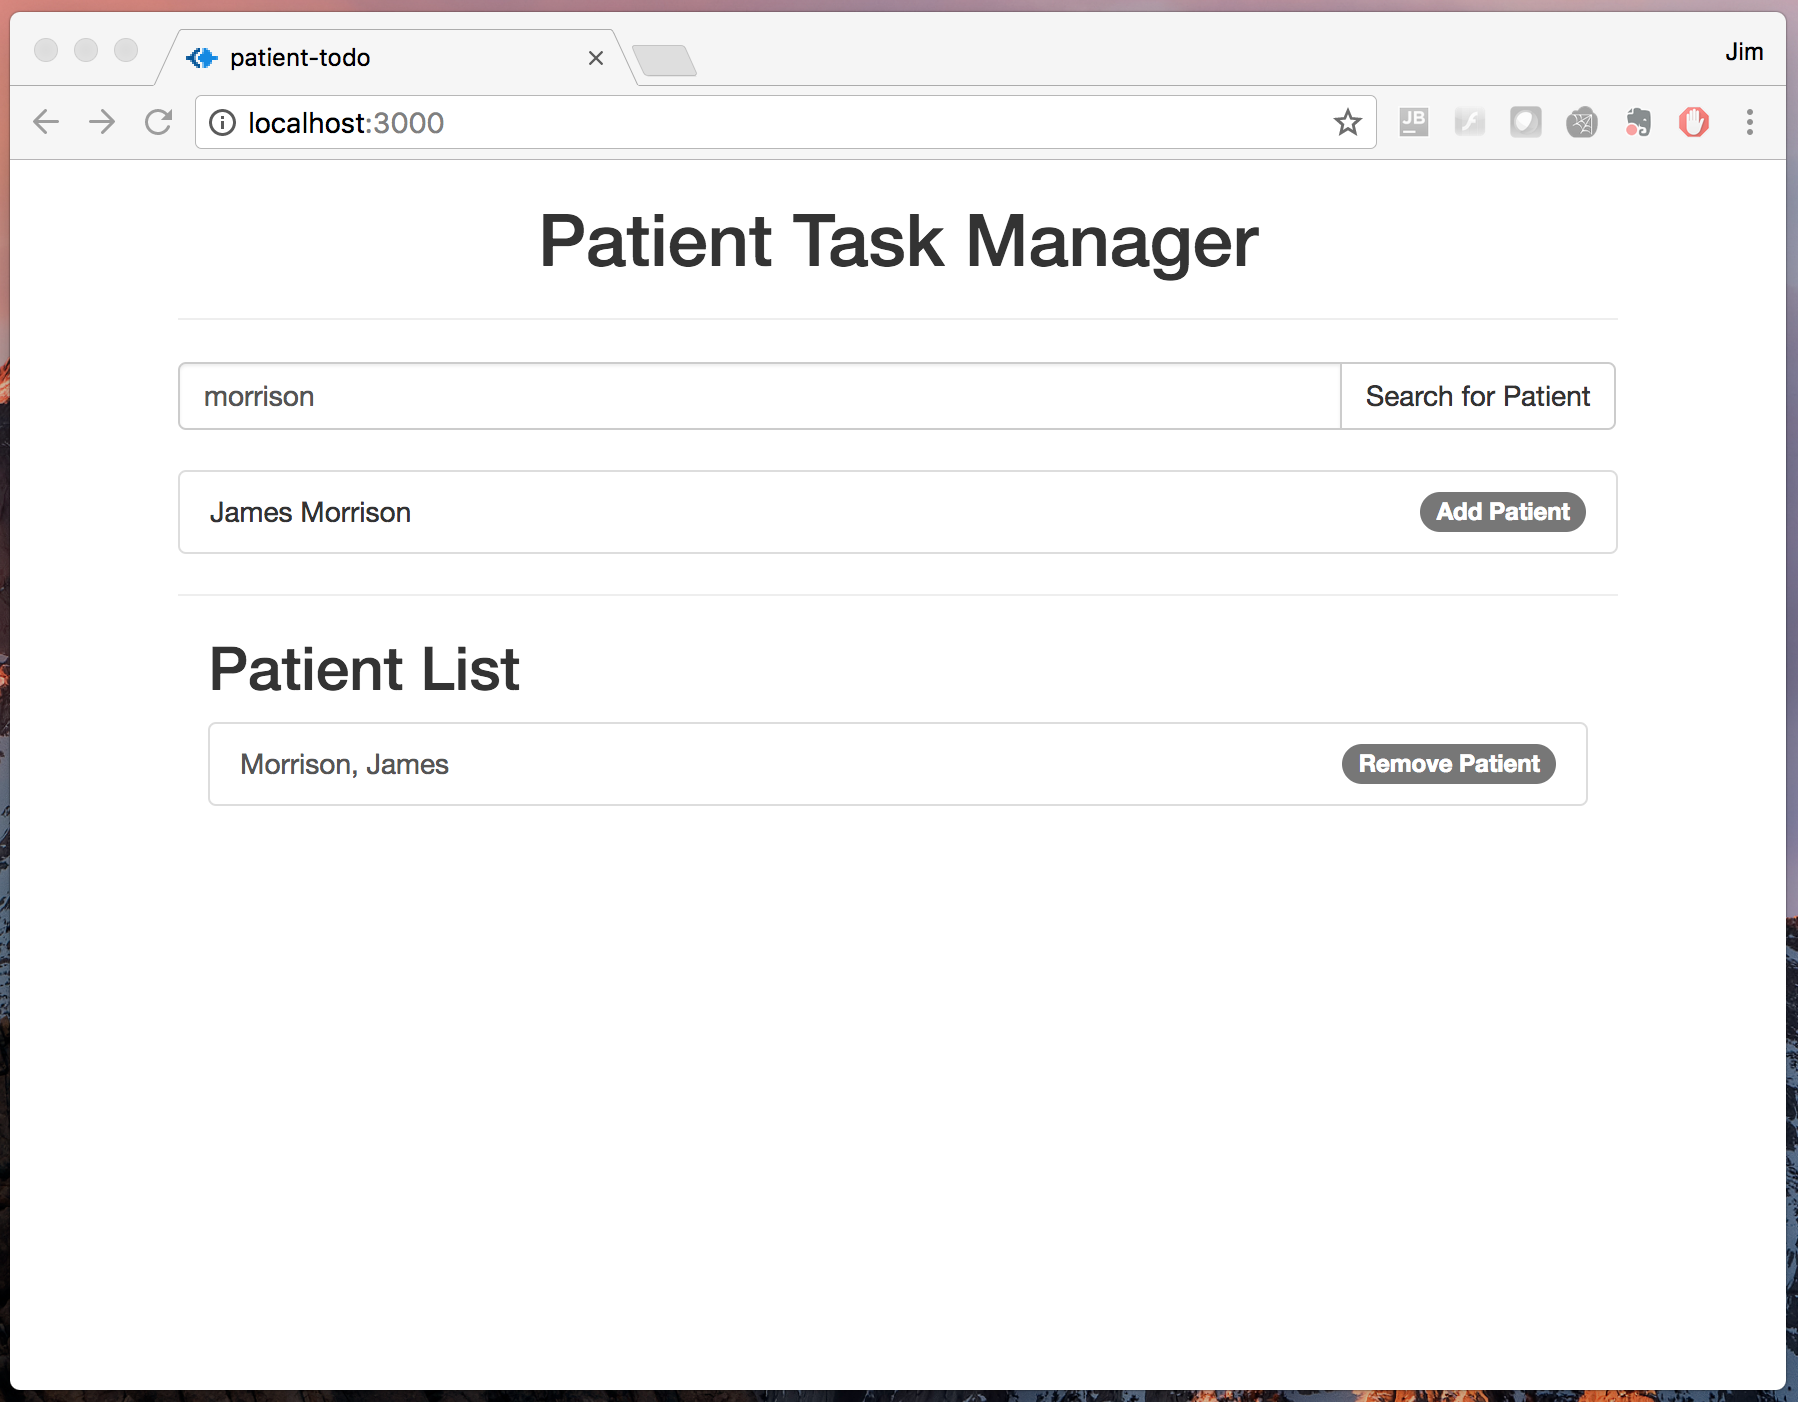 patient-todo
Jim
localhost:3000
JB
Patient Task Manager
morrison
Search for Patient
James Morrison
Add Patient
Patient List
Morrison, James
Remove Patient